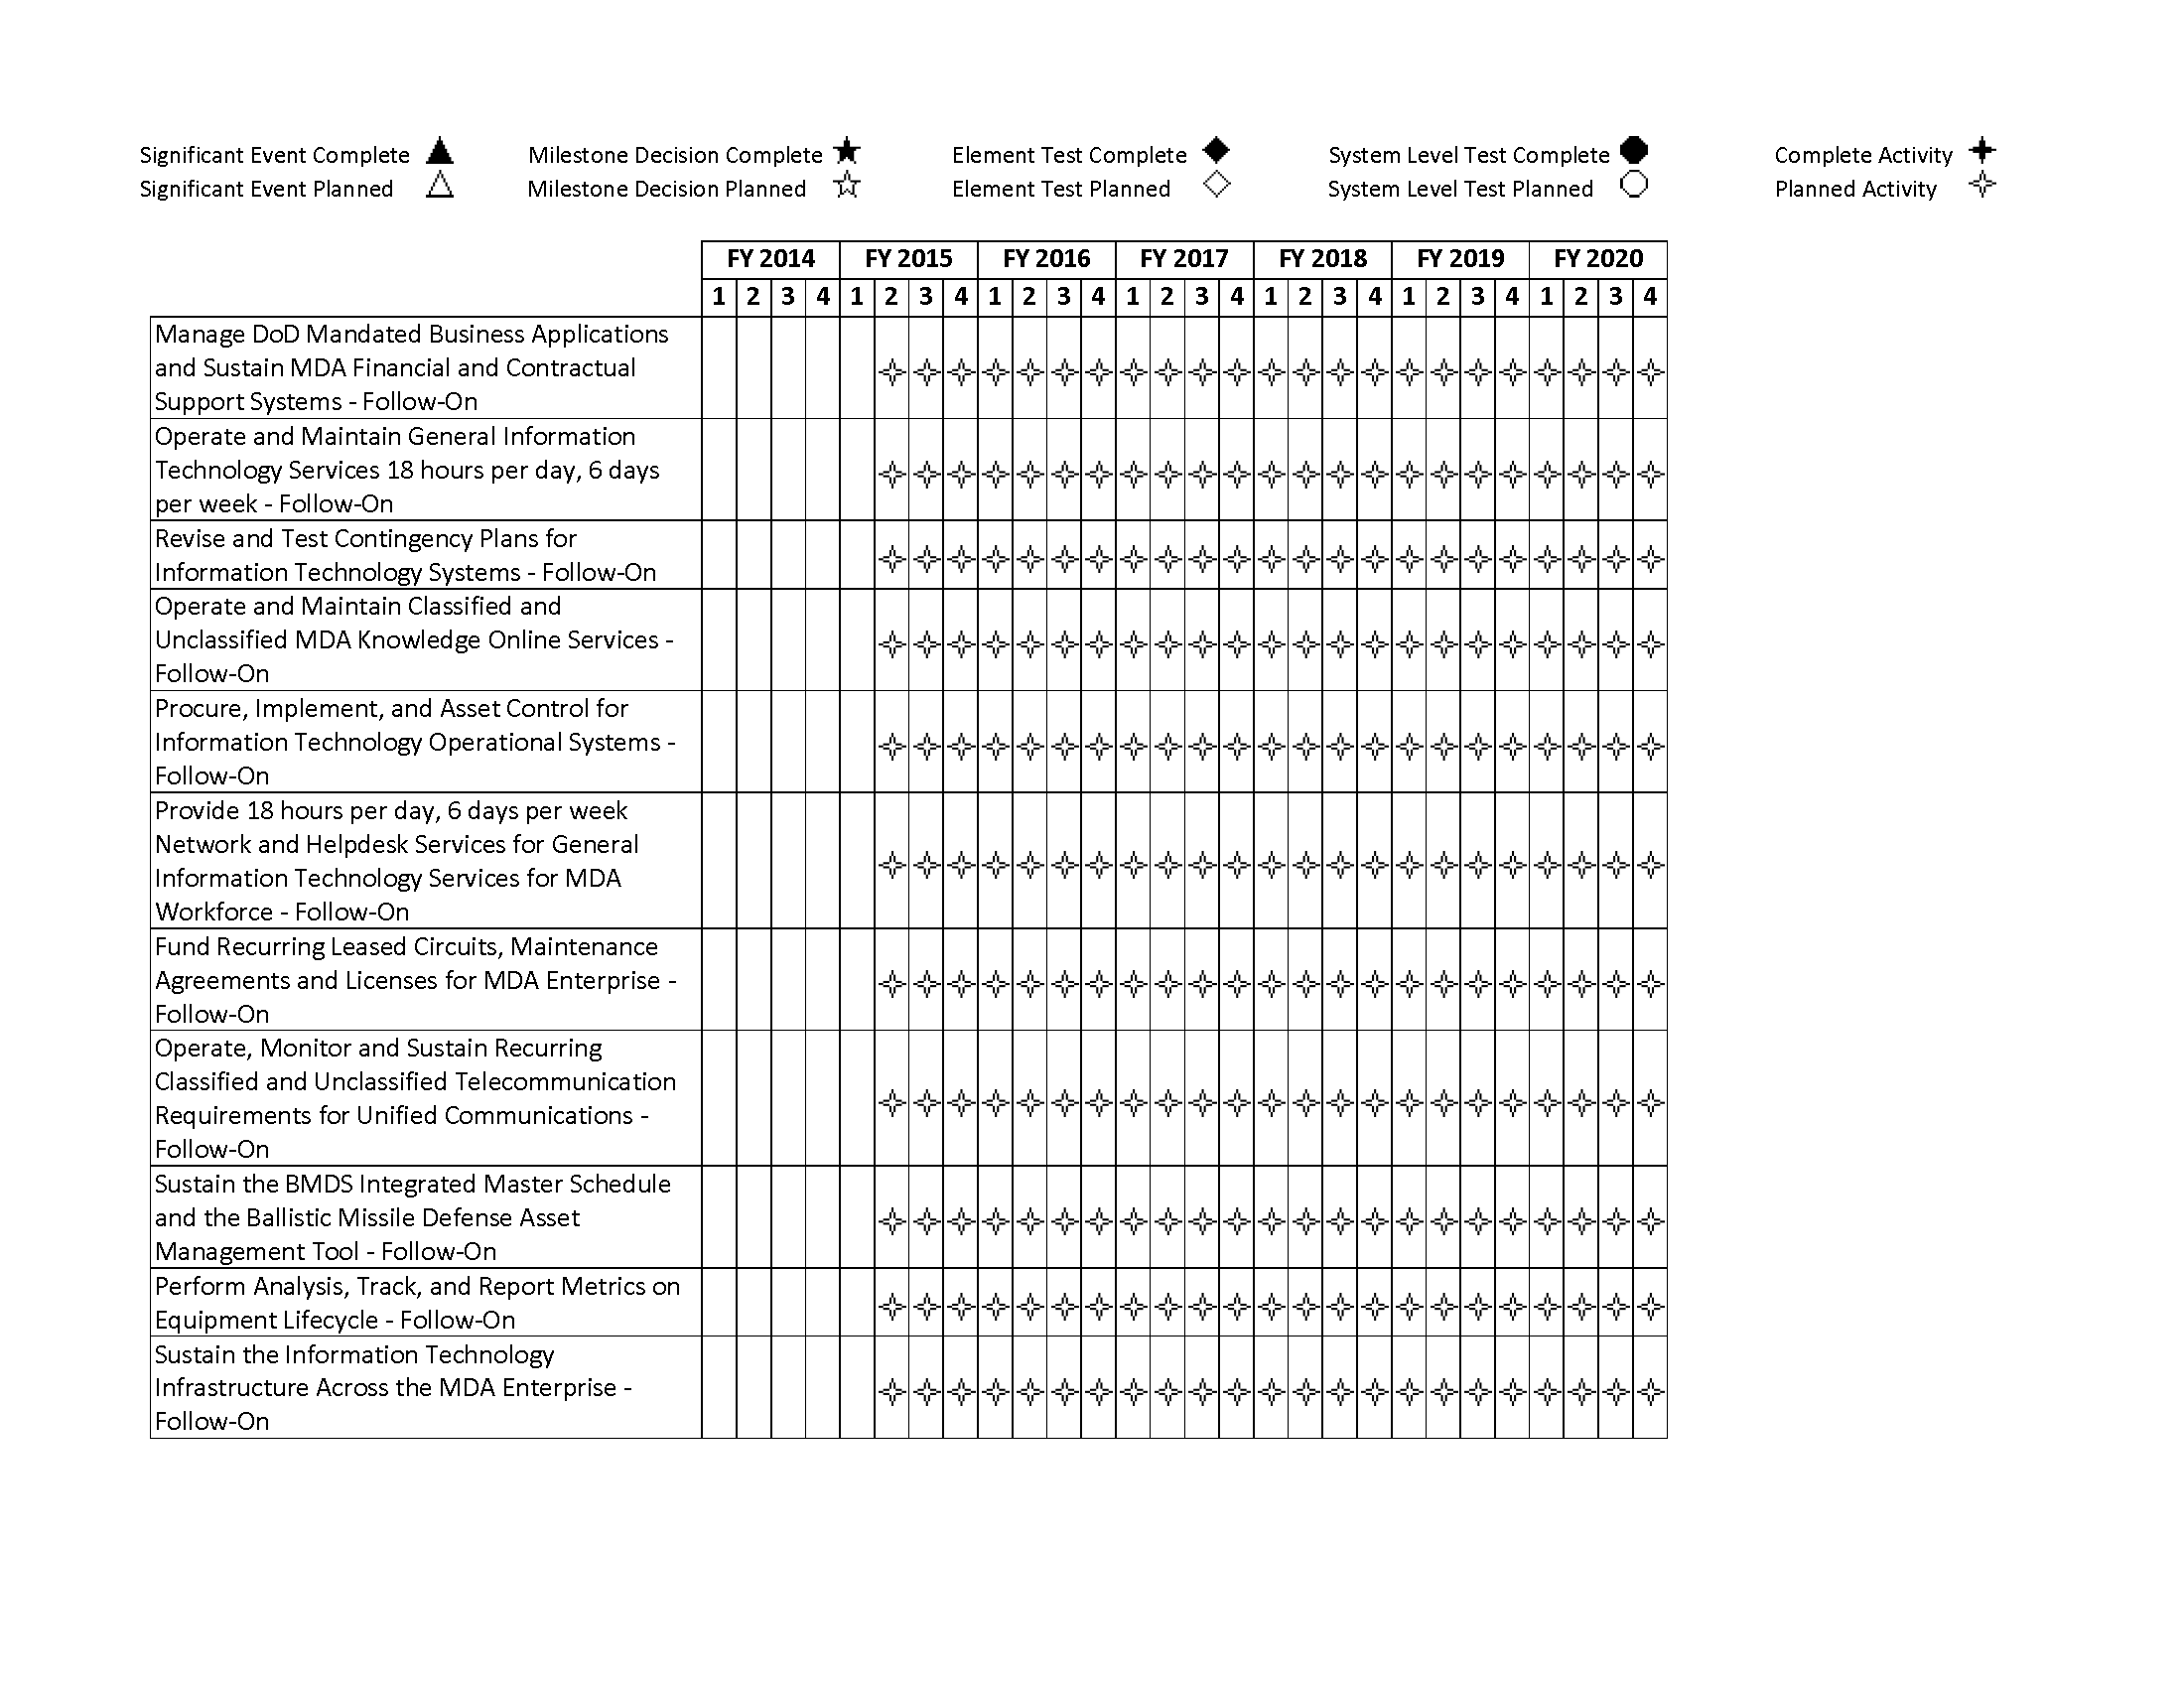 Significant Event Complete
Significant Event Planned
Milestone Decision Complete
Milestone Decision Planned
Element Test Complete
Element Test Planned
System Level Test Complete
System Level Test Planned
Complete Activity
Planned Activity
FY 2014 FY 2015 FY 2016 FY 2017 FY 2018 FY 2019 FY 2020
1 2 3 4 1 2 3 4 1 2 3 4 1 2 3 4 1 2 3 4 1 2 3 4 1 2 3 4
Manage DoD Mandated Business Applications
and Sustain MDA Financial and Contractual
Support Systems - Follow-On
Operate and Maintain General Information
Technology Services 18 hours per day, 6 days
per week - Follow-On
Revise and Test Contingency Plans for
Information Technology Systems - Follow-On
Operate and Maintain Classified and
Unclassified MDA Knowledge Online Services -
Follow-On
Procure, Implement, and Asset Control for
Information Technology Operational Systems -
Follow-On
Provide 18 hours per day, 6 days per week
Network and Helpdesk Services for General
Information Technology Services for MDA
Workforce - Follow-On
Fund Recurring Leased Circuits, Maintenance
Agreements and Licenses for MDA Enterprise -
Follow-On
Operate, Monitor and Sustain Recurring
Classified and Unclassified Telecommunication
Requirements for Unified Communications -
Follow-On
Sustain the BMDS Integrated Master Schedule
and the Ballistic Missile Defense Asset
Management Tool - Follow-On
Perform Analysis, Track, and Report Metrics on
Equipment Lifecycle - Follow-On
Sustain the Information Technology
Infrastructure Across the MDA Enterprise -
Follow-On